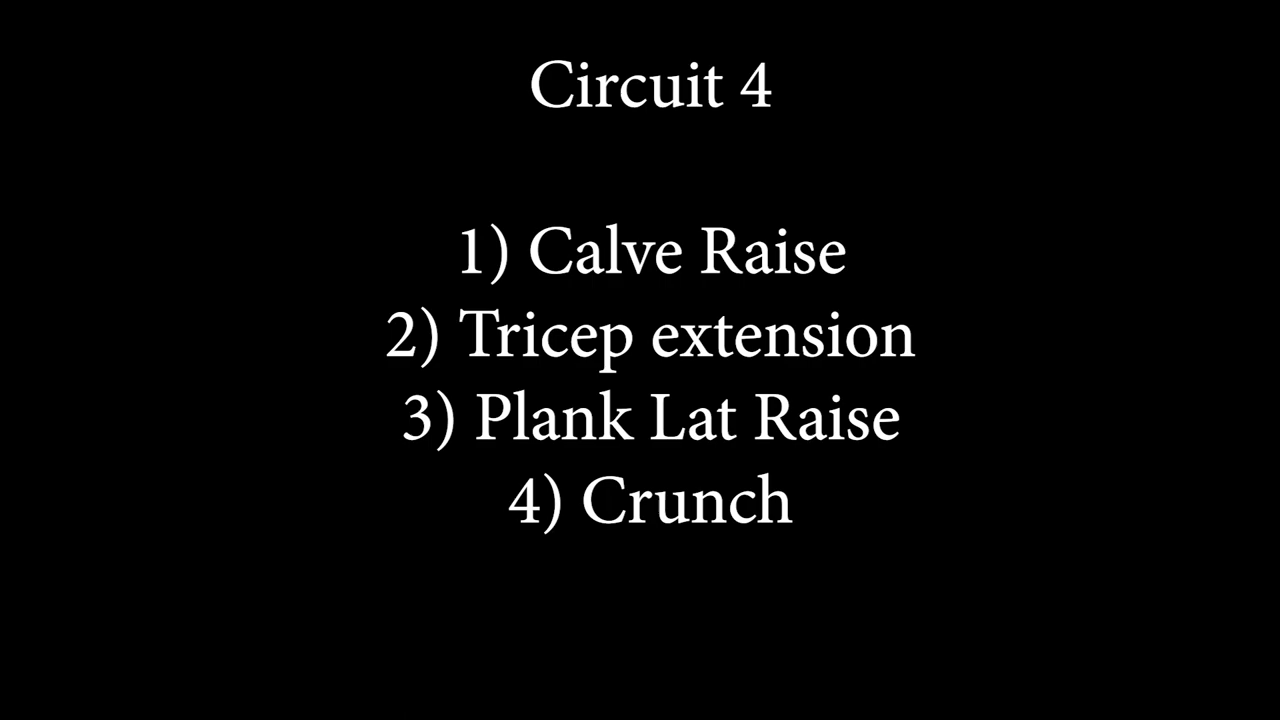 Circuit 4
1) Calve Raise
2) Tricep extension
3) Plank Lat Raise
4) Crunch